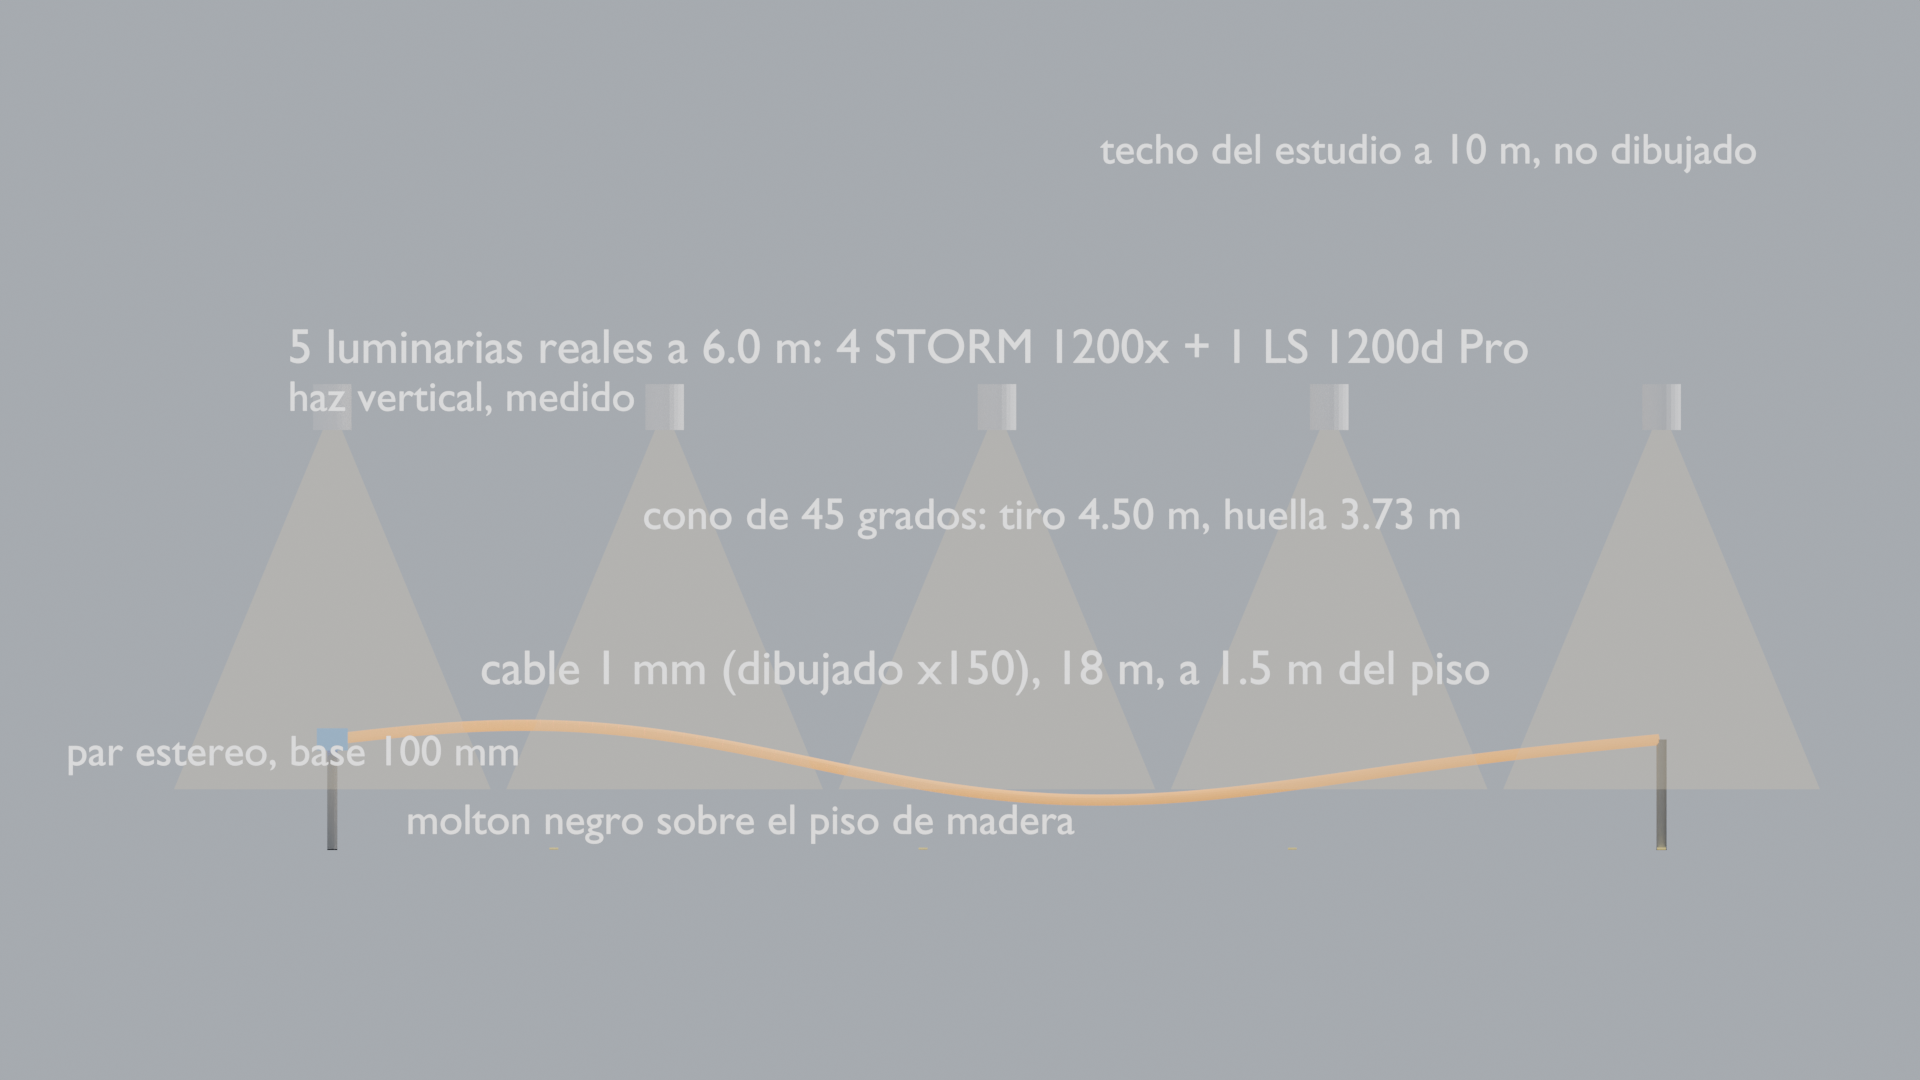 techo del estudio a 10 m, no dibujado
5 luminarias reales a 6.0 m: 4 STORM 1200x + 1 LS 1200d Pro
haz vertical, medido
cono de 45 grados: tiro 4.50 m, huella 3.73 m
cable 1 mm (dibujado x150), 18 m, a 1.5 m del piso
par estereo, base 100 mm
molton negro sobre el piso de madera